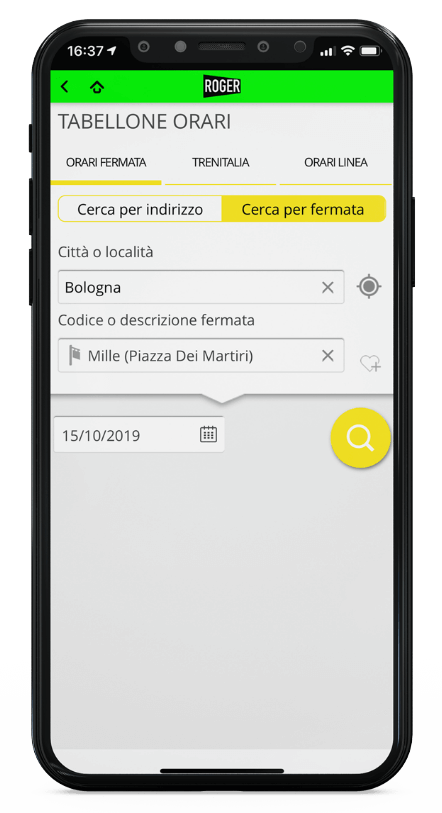 16:37
ROGER
TABELLONE ORARI
ORARI FERMATA TRENITALIA ORARI LINEA
Cerca per indirizzo Cerca per fermata
Città o località
Bologna
Codice o descrizione fermata
Mille (Piazza Dei Martiri)
15/10/2019